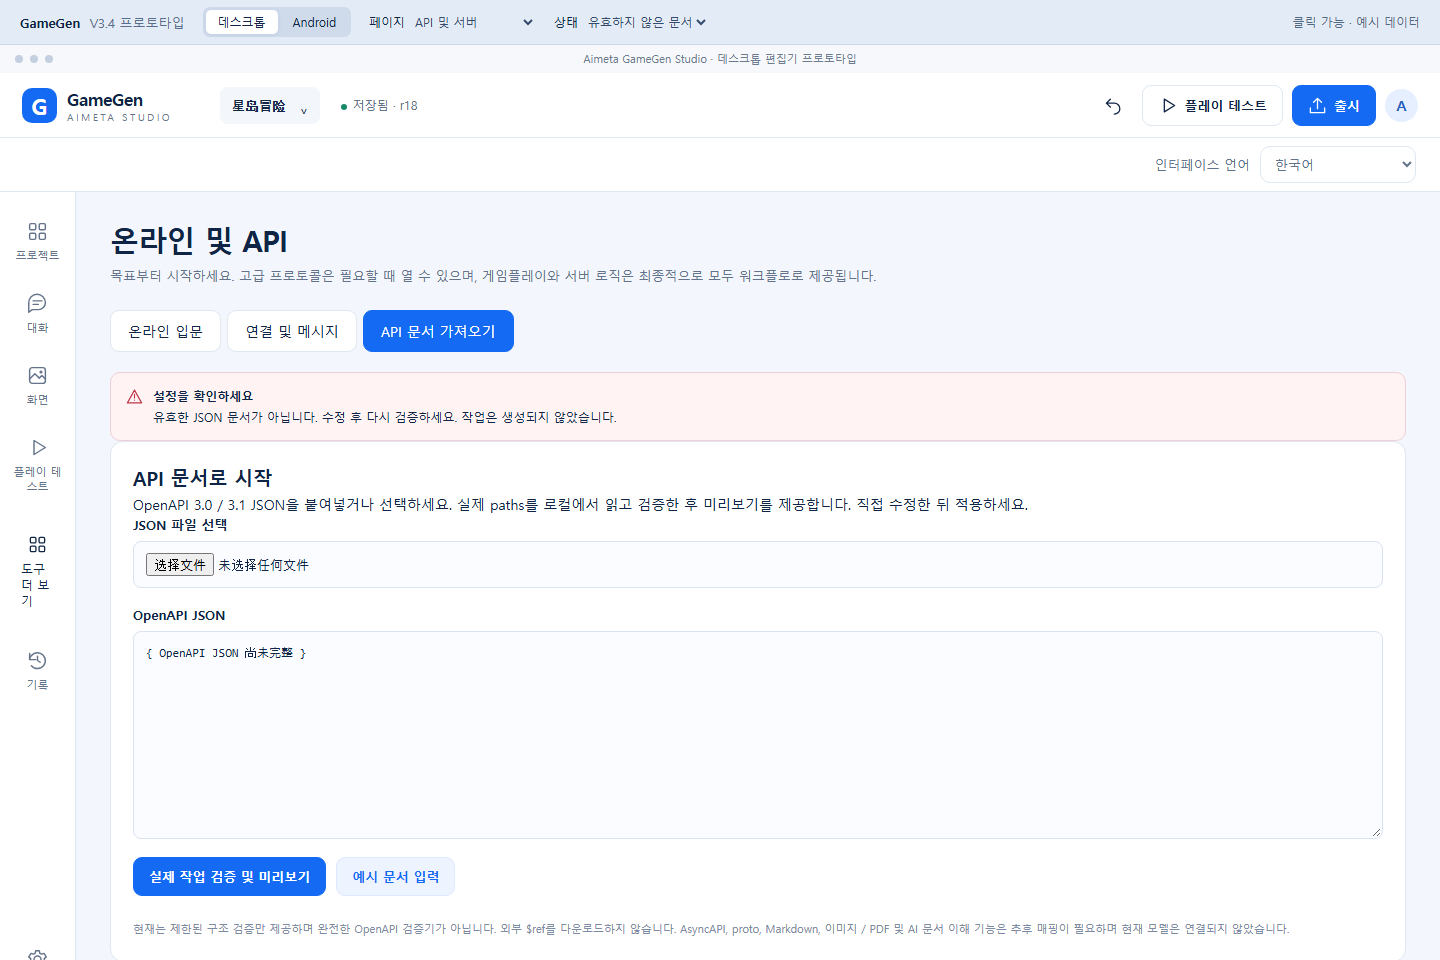 GameGen V3.4 프로토타입 데스크톱 Android 페이지 API 및 서버 상태 유효하지 않은 문서 클릭 가능 · 예시 데이터
Aimeta GameGen Studio · 데스크톱 편집기 프로토타입
G GameGen
AIMETA STUDIO
星岛冒险
저장됨 · r18
플레이 테스트
출시
A
인터페이스 언어 한국어
프로젝트
대화
화면
플레이 테
스트
도구
더 보
기
기록
온라인 및 API
목표부터 시작하세요. 고급 프로토콜은 필요할 때 열 수 있으며, 게임플레이와 서버 로직은 최종적으로 모두 워크플로로 제공됩니다.
온라인 입문 연결 및 메시지 API 문서 가져오기
설정을 확인하세요
유효한 JSON 문서가 아닙니다. 수정 후 다시 검증하세요. 작업은 생성되지 않았습니다.
API 문서로 시작
OpenAPI 3.0 / 3.1 JSON을 붙여넣거나 선택하세요. 실제 paths를 로컬에서 읽고 검증한 후 미리보기를 제공합니다. 직접 수정한 뒤 적용하세요.
JSON 파일 선택
选择文件 未选择任何文件
OpenAPI JSON
{ OpenAPI JSON 尚未完整 }
실제 작업 검증 및 미리보기 예시 문서 입력
현재는 제한된 구조 검증만 제공하며 완전한 OpenAPI 검증기가 아닙니다. 외부 $ref를 다운로드하지 않습니다. AsyncAPI, proto, Markdown, 이미지 / PDF 및 AI 문서 이해 기능은 추후 매핑이 필요하며 현재 모델은 연결되지 않았습니다.